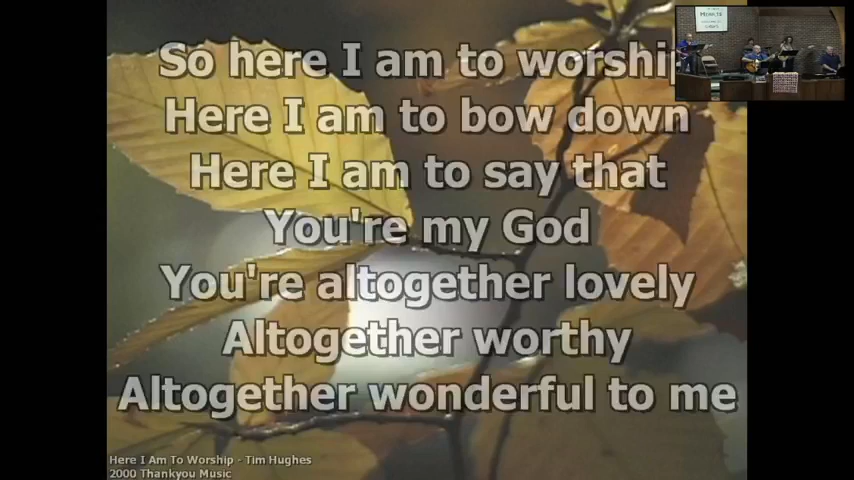 So here I am to worshi
Here I am to bow down
Here I am to say that
You're my God
You're altogether lovely
Altogether worthy
Altogether wonderful to me
Here I Am To Worship - Tim Hughes
2000 Thankyou Music